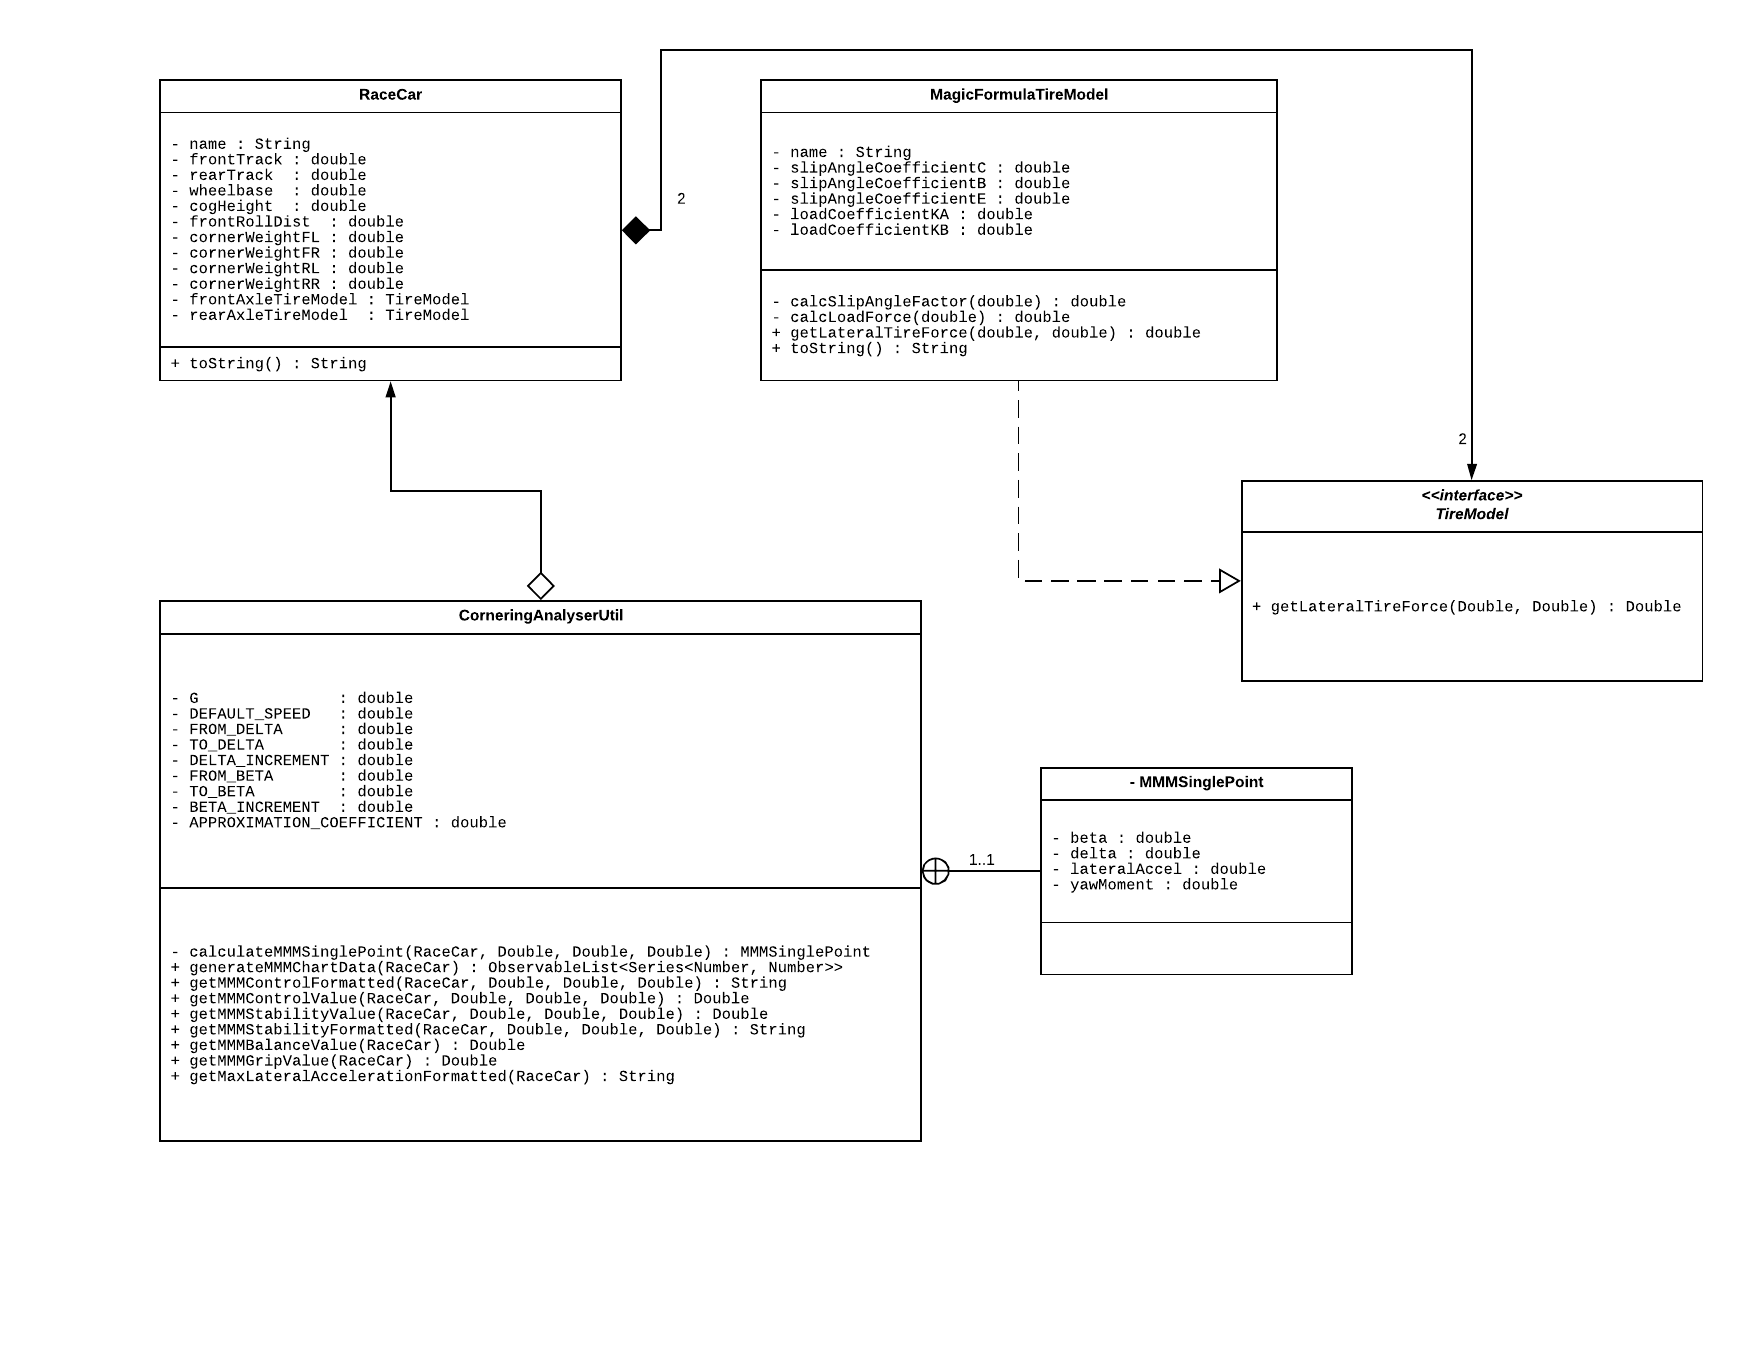 RaceCar
- name : String
- frontTrack : double
- rearTrack  : double
- wheelbase  : double
- cogHeight  : double
- frontRollDist  : double
- cornerWeightFL : double
- cornerWeightFR : double
- cornerWeightRL : double
- cornerWeightRR : double
- frontAxleTireModel : TireModel
- rearAxleTireModel  : TireModel
+ toString() : String
2
MagicFormulaTireModel
- name : String
- slipAngleCoefficientC : double
- slipAngleCoefficientB : double
- slipAngleCoefficientE : double
- loadCoefficientKA : double
- loadCoefficientKB : double
- calcSlipAngleFactor(double) : double
- calcLoadForce(double) : double
+ getLateralTireForce(double, double) : double
+ toString() : String
2
<<interface>>
TireModel
+ getLateralTireForce(Double, Double) : Double
CorneringAnalyserUtil
- G               : double
- DEFAULT_SPEED   : double
- FROM_DELTA      : double
- TO_DELTA        : double
- DELTA_INCREMENT : double
- FROM_BETA       : double
- TO_BETA         : double
- BETA_INCREMENT  : double
- APPROXIMATION_COEFFICIENT : double
- calculateMMMSinglePoint(RaceCar, Double, Double, Double) : MMMSinglePoint
+ generateMMMChartData(RaceCar) : ObservableList<Series<Number, Number>>
+ getMMMControlFormatted(RaceCar, Double, Double, Double) : String
+ getMMMControlValue(RaceCar, Double, Double, Double) : Double
+ getMMMStabilityValue(RaceCar, Double, Double, Double) : Double
+ getMMMStabilityFormatted(RaceCar, Double, Double, Double) : String
+ getMMMBalanceValue(RaceCar) : Double
+ getMMMGripValue(RaceCar) : Double
+ getMaxLateralAccelerationFormatted(RaceCar) : String
1..1
- MMMSinglePoint
- beta : double
- delta : double
- lateralAccel : double
- yawMoment : double